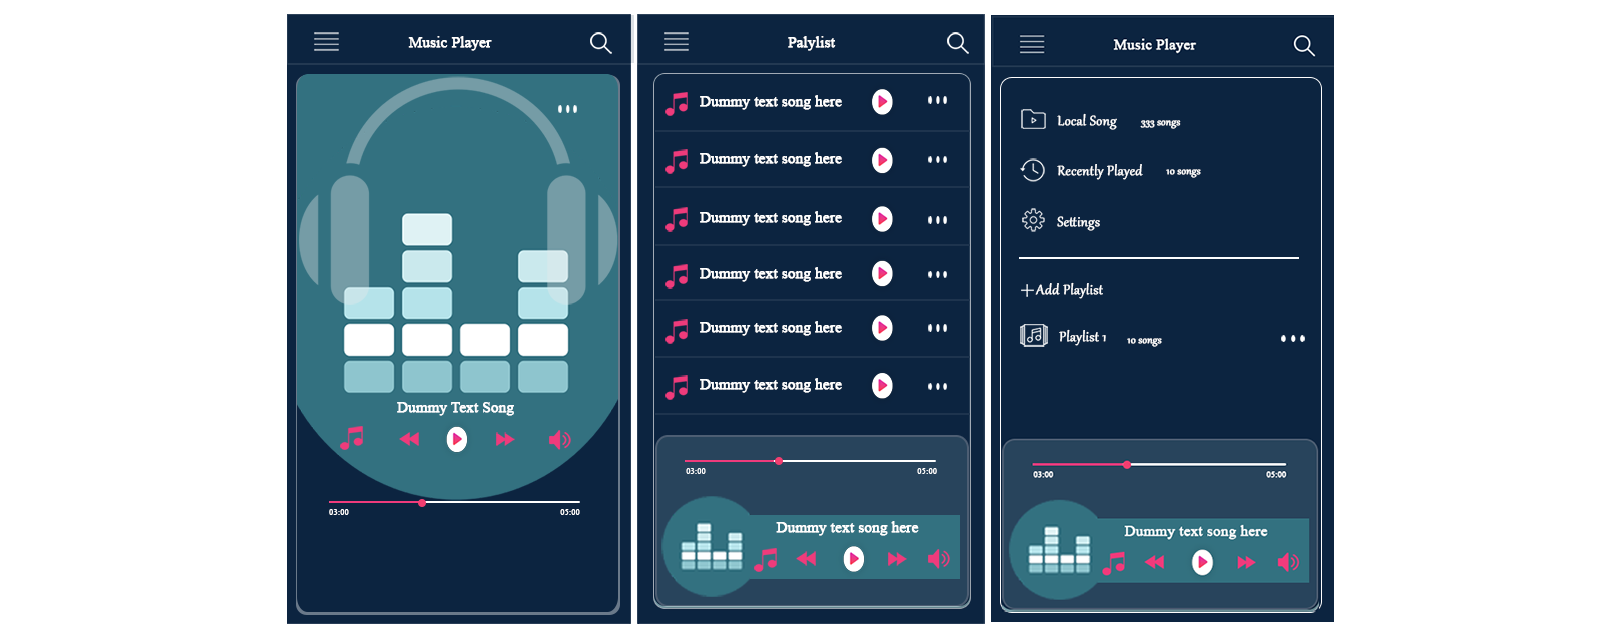 Music Player
Dummy Text Song
03:00 05:00
Palylist
Dummy text song here
Dummy text song here
Dummy text song here
Dummy text song here
Dummy text song here
Dummy text song here
03:00 05:00
Dummy text song here
Music Player
Local Song 333 songs
Recently Played 10 songs
Settings
+Add Playlist
Playlist 1 10 songs
03:00 05:00
Dummy text song here